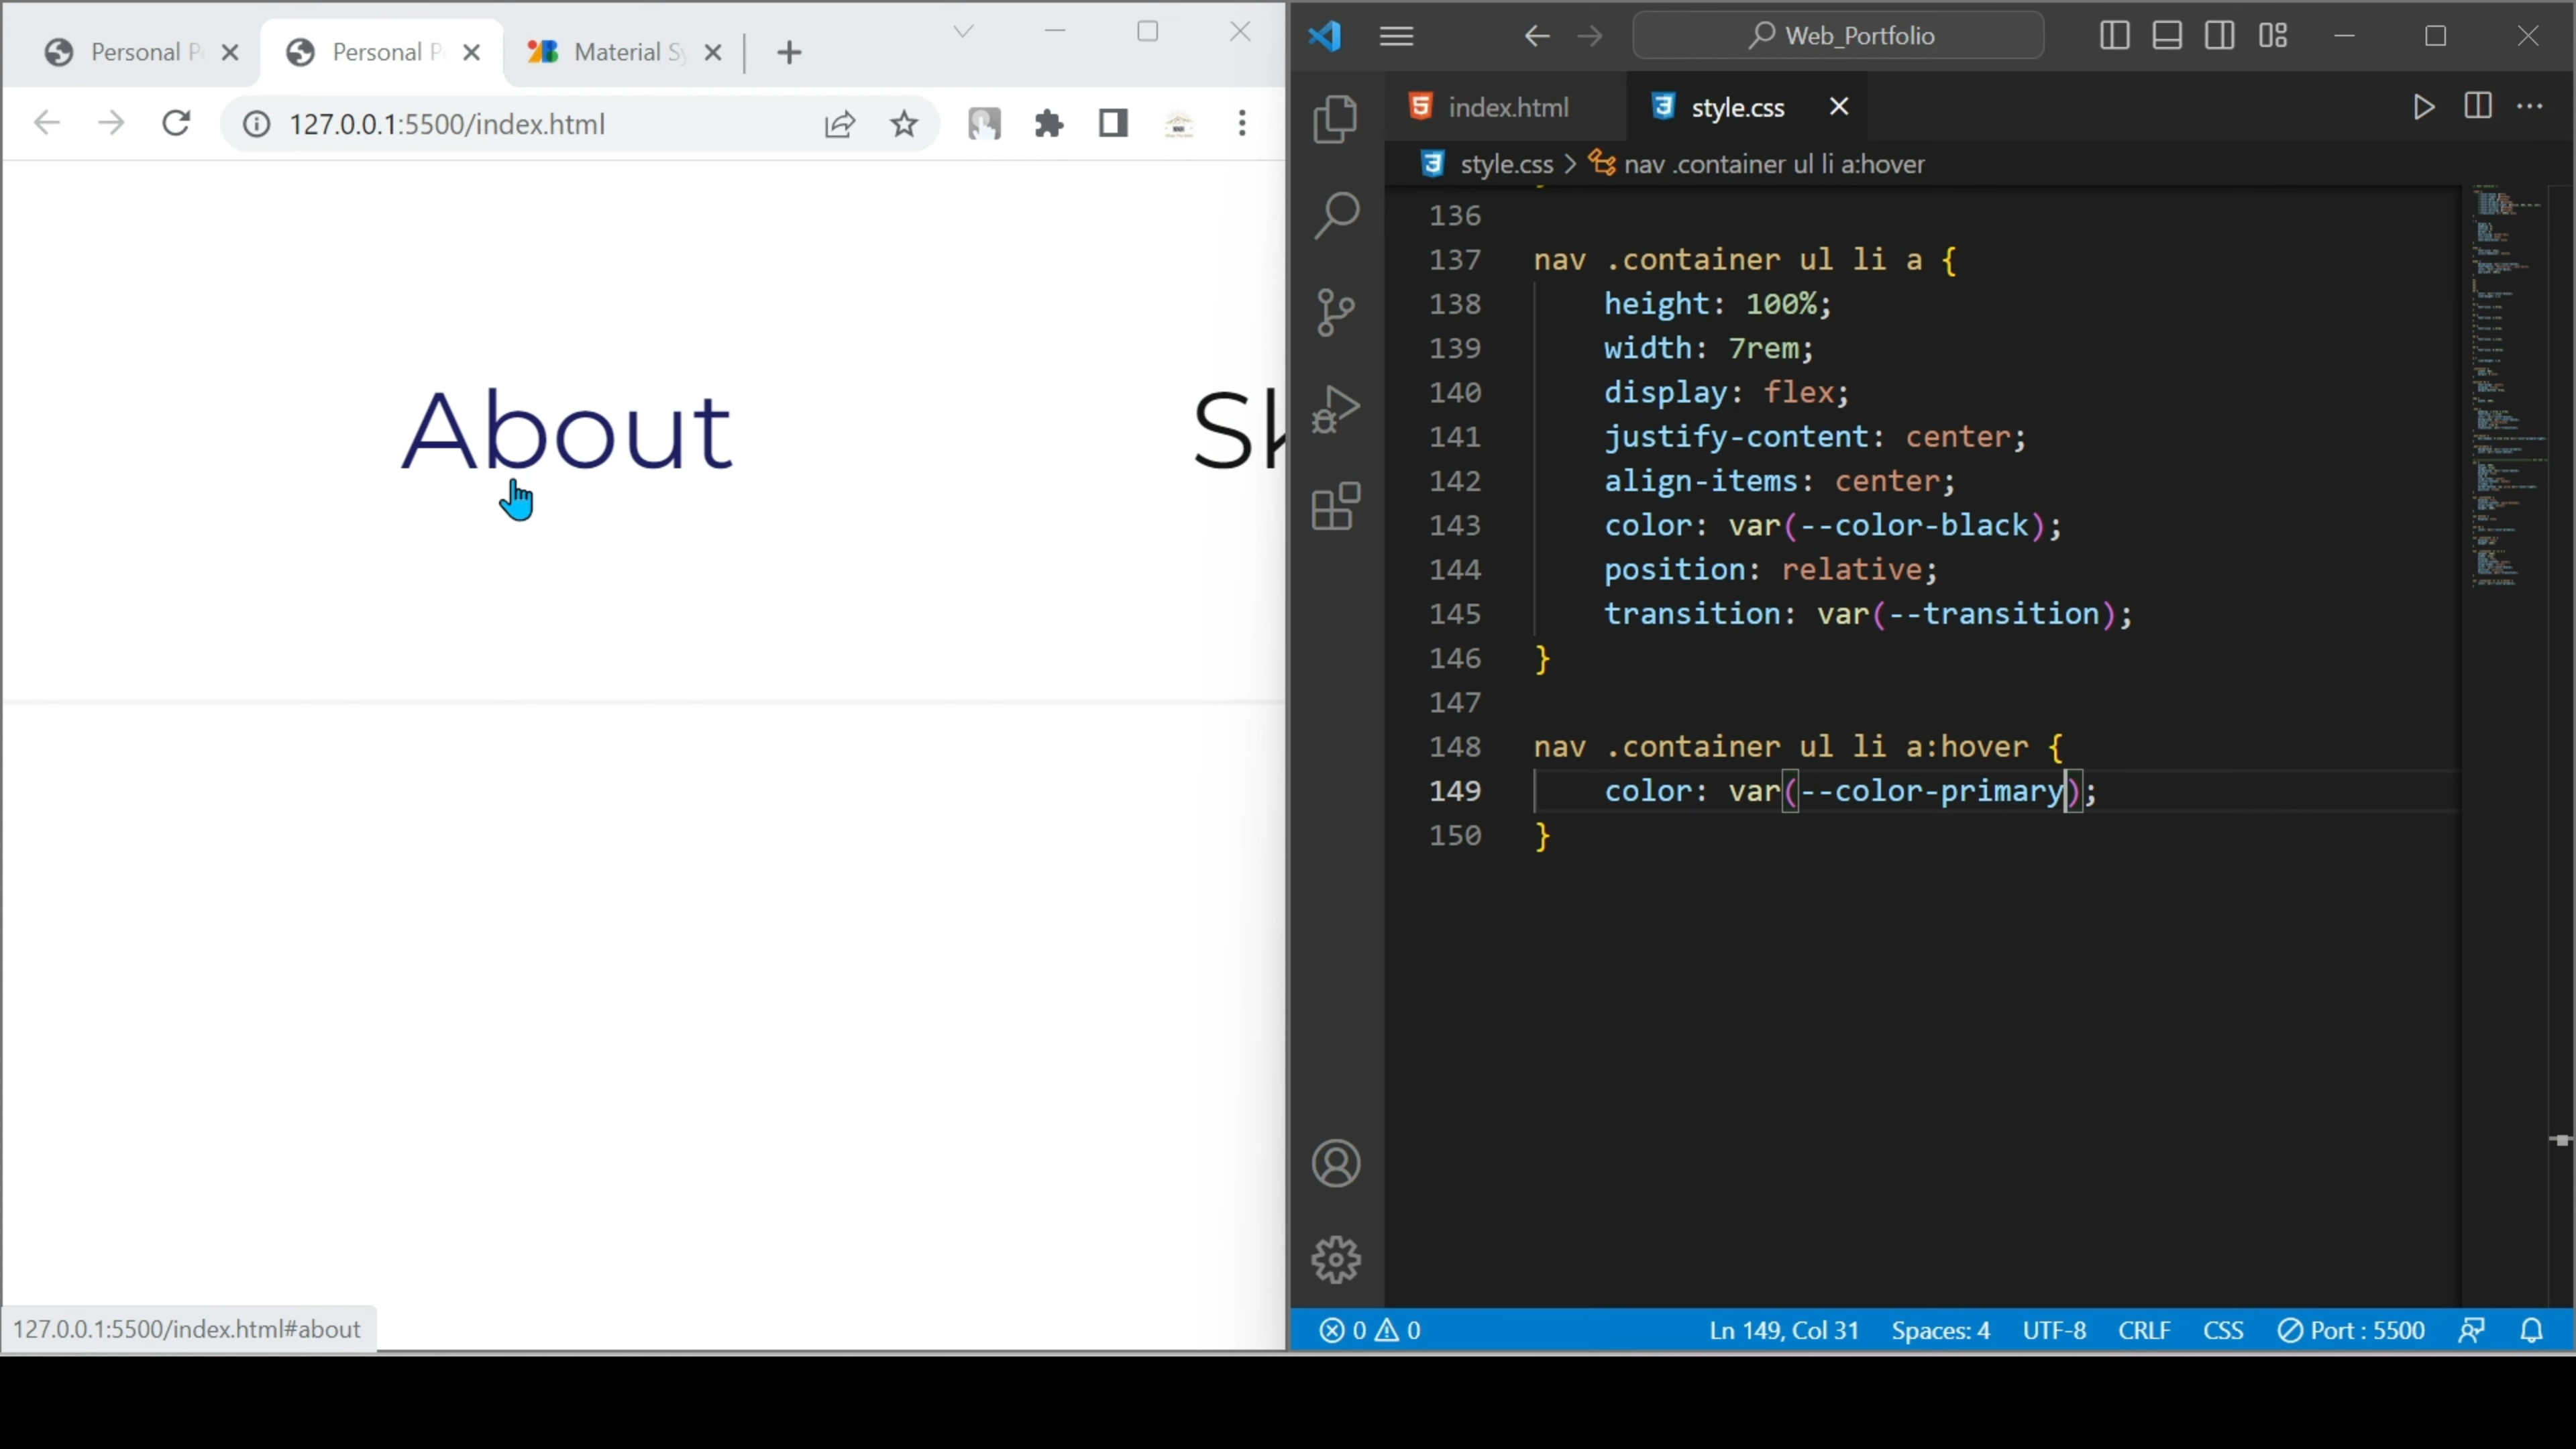 Personal P
Personal P
Material Sy
127.0.0.1:5500/index.html
About
Sk
127.0.0.1:5500/index.html#about
Web_Portfolio
index.html
style.css
style.css > nav .container ul li a:hover
136
137 nav .container ul li a {
138 height: 100%;
139 width: 7rem;
140 display: flex;
141 justify-content: center;
142 align-items: center;
143 color: var(--color-black);
144 position: relative;
145 transition: var(--transition);
146 }
147
148 nav .container ul li a:hover {
149 color: var(--color-primary);
150 }
0 0 Ln 149, Col 31 Spaces: 4 UTF-8 CRLF CSS Port : 5500